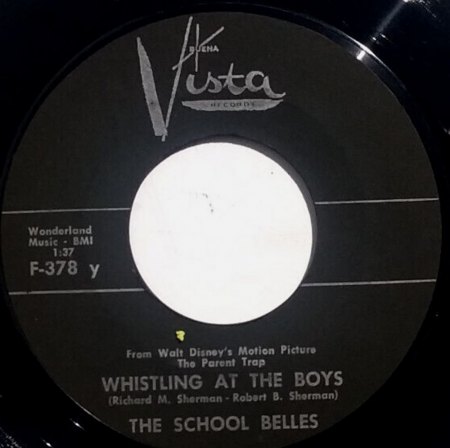 BUENA
Vista
RECORDS
Wonderland
Music - BMI
1:37
F-378 y
From Walt Disney's Motion Picture
The Parent Trap
WHISTLING AT THE BOYS
(Richard M. Sherman - Robert B. Sherman)
THE SCHOOL BELLES